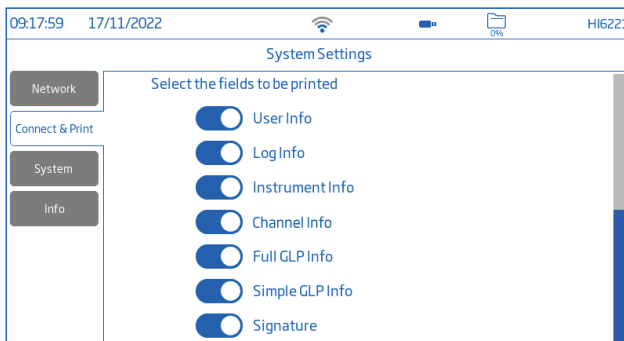 09:17:59 17/11/2022 0% HI6221
System Settings
Network
Connect & Print
System
Info
Select the fields to be printed
User Info
Log Info
Instrument Info
Channel Info
Full GLP Info
Simple GLP Info
Signature